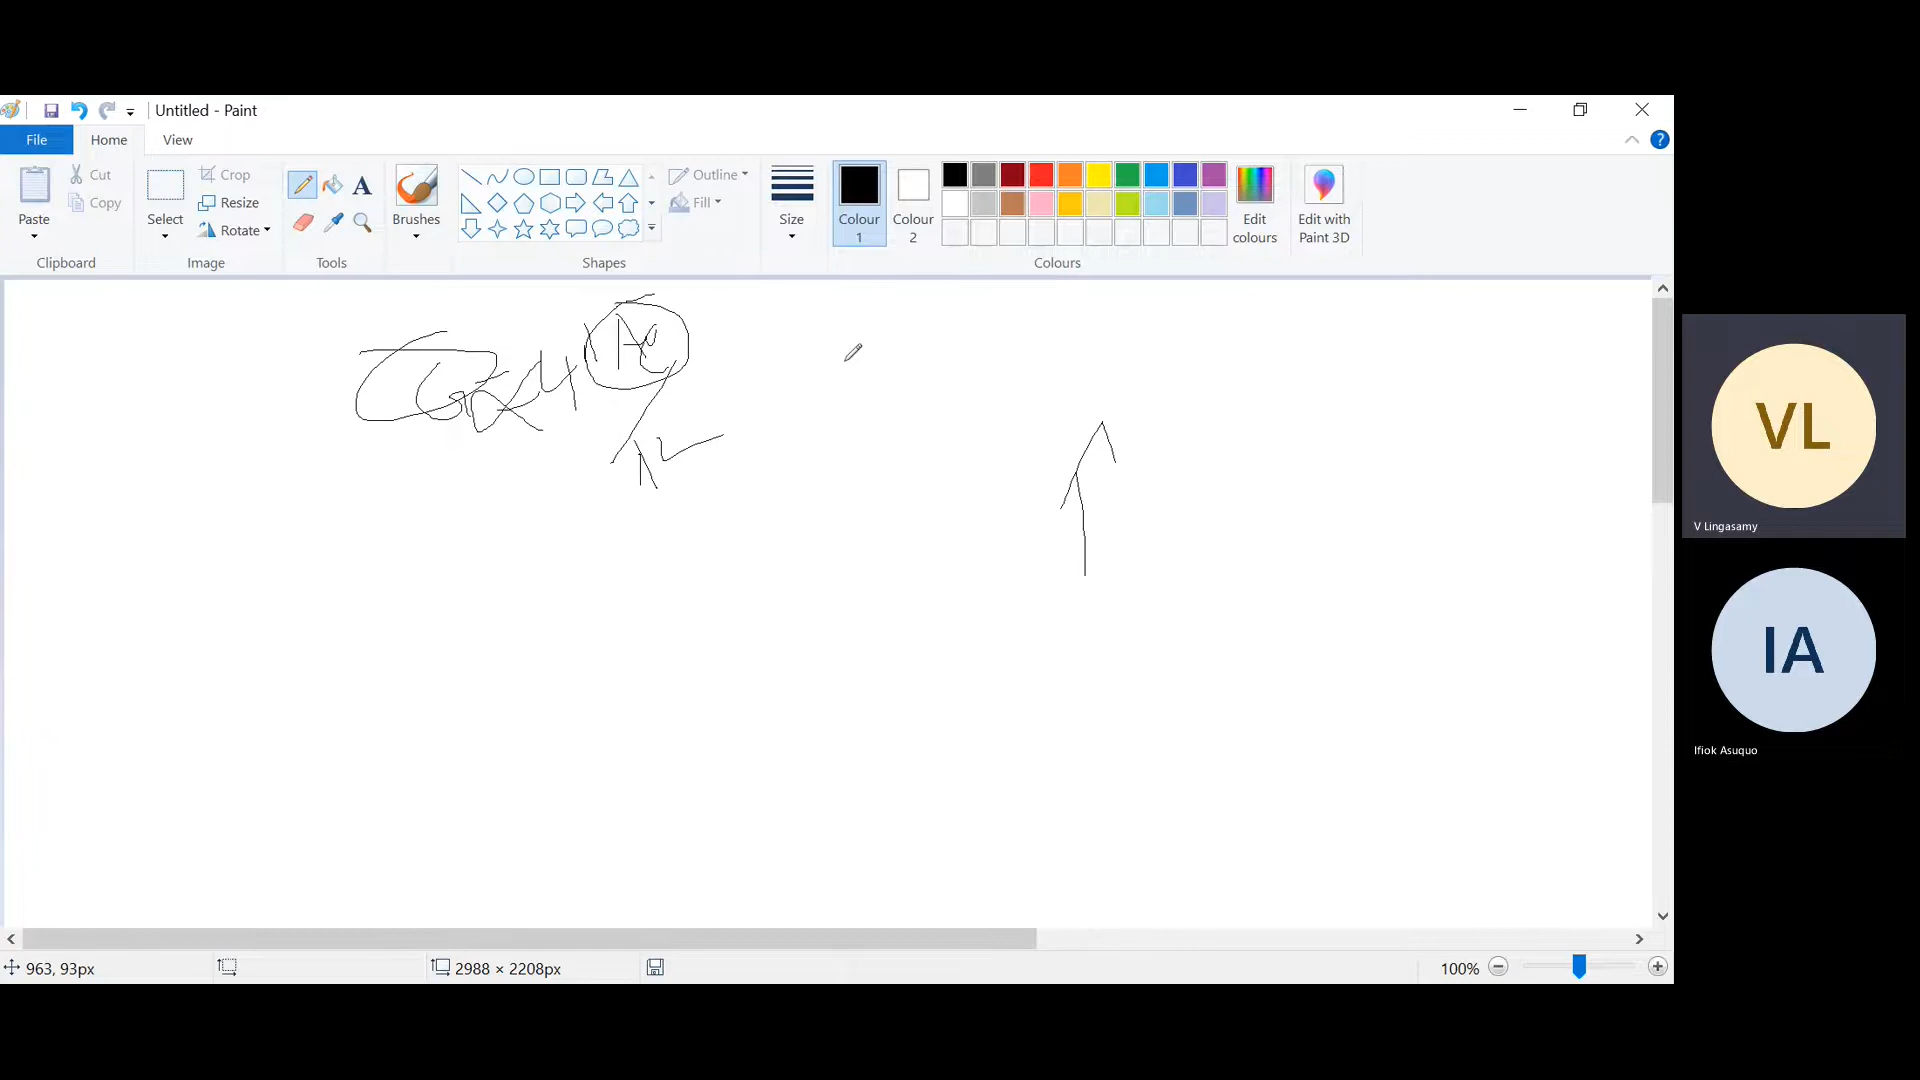 Untitled - Paint
File
Home
View
Paste
Cut
Copy
Clipboard
Select
Crop
Resize
Rotate
Image
A
Tools
Brushes
Shapes
Outline
Fill
Size
Colour
1
Colour
2
Edit
colours
Edit with
Paint 3D
Colours
?
VL
V Lingasamy
IA
Ifiok Asuquo
963, 93px
2988 × 2208px
100%